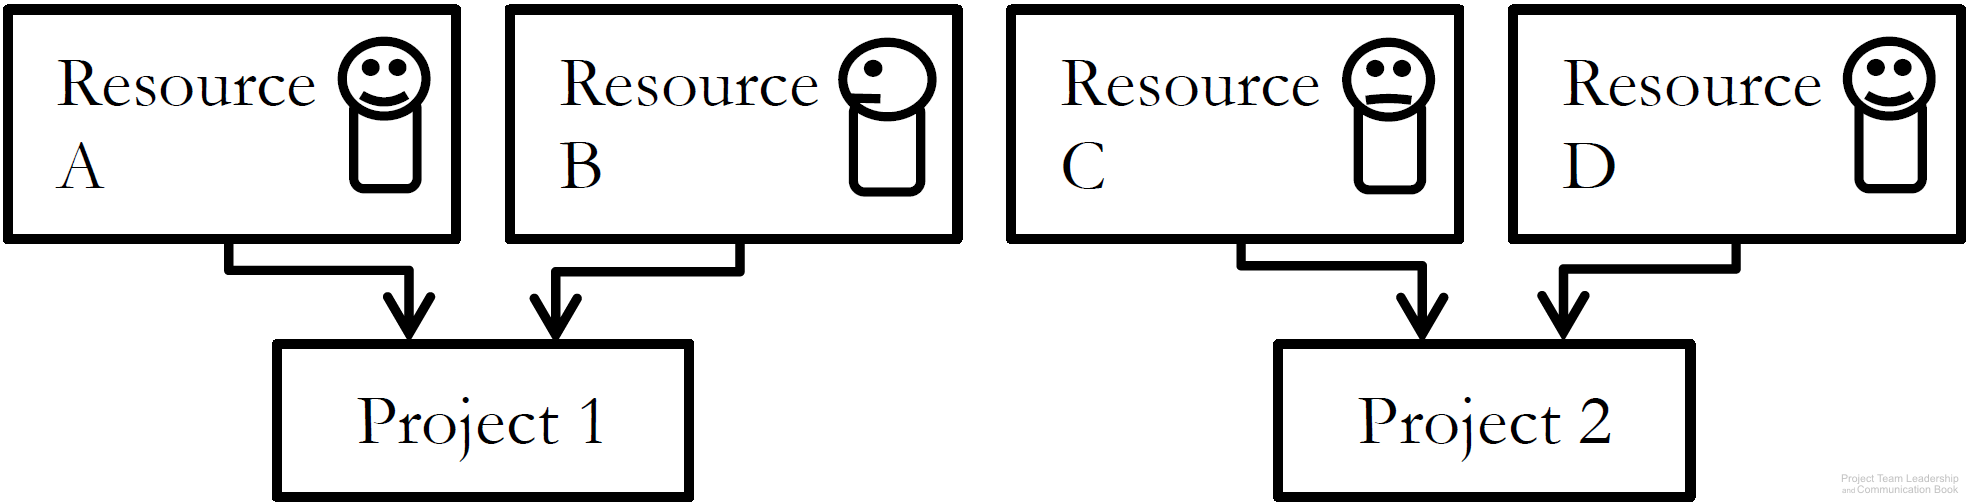 Resource
A
Resource
B
Resource
C
Resource
D
Project 1
Project 2
Project Team Leadership
and Communication Book